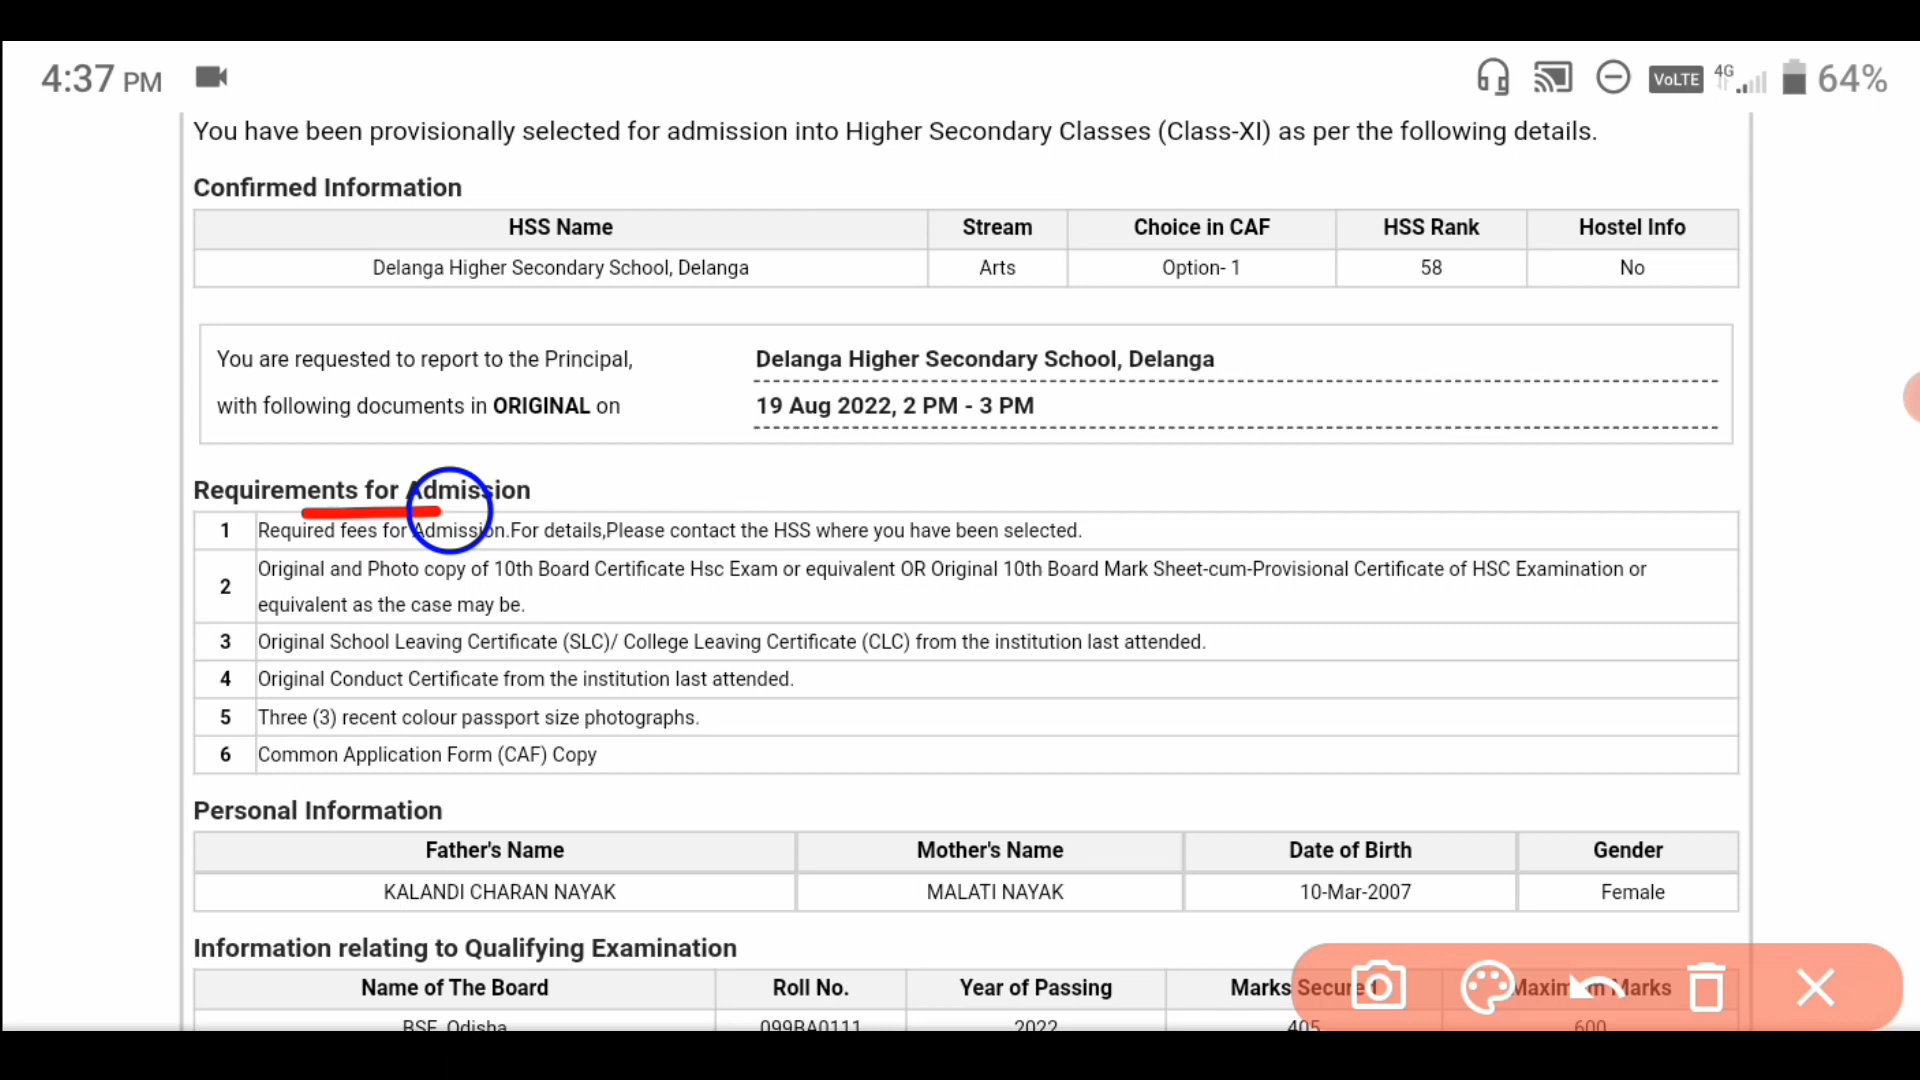 4:37 PM
VoLTE 4G 64%
You have been provisionally selected for admission into Higher Secondary Classes (Class-XI) as per the following details.
Confirmed Information
HSS Name Stream Choice in CAF HSS Rank Hostel Info
Delanga Higher Secondary School, Delanga Arts Option- 1 58 No
You are requested to report to the Principal, Delanga Higher Secondary School, Delanga
with following documents in ORIGINAL on 19 Aug 2022, 2 PM - 3 PM
Requirements for Admission
1 Required fees for Admission.For details,Please contact the HSS where you have been selected.
2 Original and Photo copy of 10th Board Certificate Hsc Exam or equivalent OR Original 10th Board Mark Sheet-cum-Provisional Certificate of HSC Examination or
equivalent as the case may be.
3 Original School Leaving Certificate (SLC)/ College Leaving Certificate (CLC) from the institution last attended.
4 Original Conduct Certificate from the institution last attended.
5 Three (3) recent colour passport size photographs.
6 Common Application Form (CAF) Copy
Personal Information
Father's Name Mother's Name Date of Birth Gender
KALANDI CHARAN NAYAK MALATI NAYAK 10-Mar-2007 Female
Information relating to Qualifying Examination
Name of The Board Roll No. Year of Passing Marks Secured Maximum Marks
BSE, Odisha 099BA0111 2022 405 600